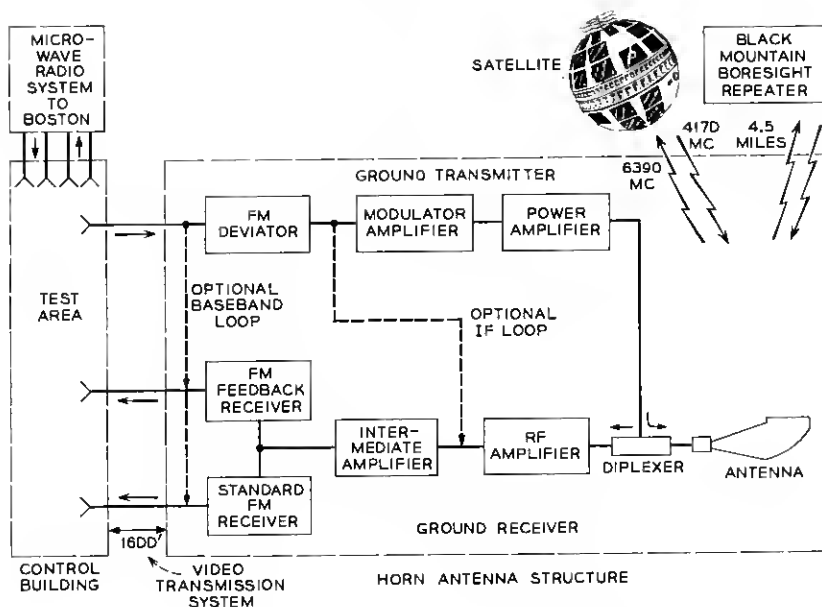 MICRO-
WAVE
RADIO
SYSTEM
TO
BOSTON
SATELLITE
BLACK
MOUNTAIN
BORESIGHT
REPEATER
417D
MC
4.5
MILES
6390
MC
GROUND TRANSMITTER
FM
DEVIATOR
MODULATOR
AMPLIFIER
POWER
AMPLIFIER
TEST
AREA
OPTIONAL
BASEBAND
LOOP
OPTIONAL
IF LOOP
FM
FEEDBACK
RECEIVER
INTER-
MEDIATE
AMPLIFIER
RF
AMPLIFIER
DIPLEXER
ANTENNA
STANDARD
FM
RECEIVER
GROUND RECEIVER
16DD'
CONTROL
BUILDING
VIDEO
TRANSMISSION
SYSTEM
HORN ANTENNA STRUCTURE